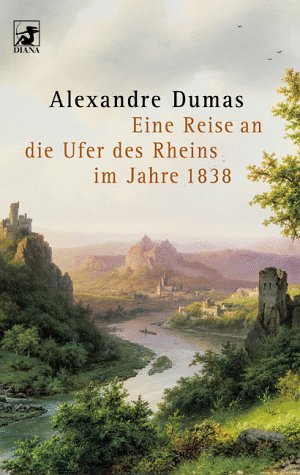 DIANA
Alexandre Dumas
Eine Reise an
die Ufer des Rheins
im Jahre 1838